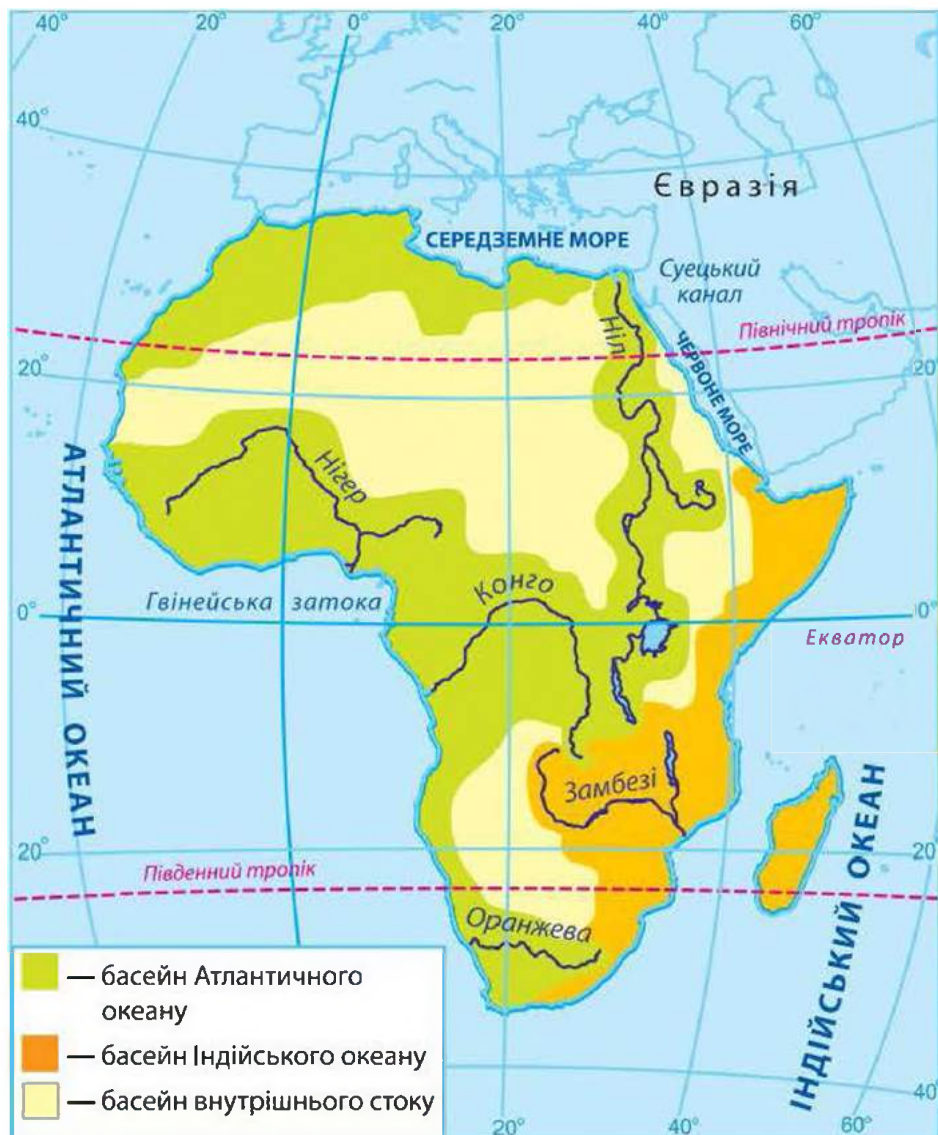 40°
20°
0°
20°
40°
60°
40°
Євразія
СЕРЕДЗЕМНЕ МОРЕ
Суецький
канал
Північний тропік
Ніл
ЧЕРВОНЕ МОРЕ
20°
20°
Нігер
АТЛАНТИЧНИЙ ОКЕАН
Конго
Гвінейська затока
0°
0°
Екватор
Замбезі
ІНДІЙСЬКИЙ ОКЕАН
20°
20°
Південний тропік
Оранжева
— басейн Атлантичного
океану
— басейн Індійського океану
— басейн внутрішнього стоку
40°
20°
40°
60°